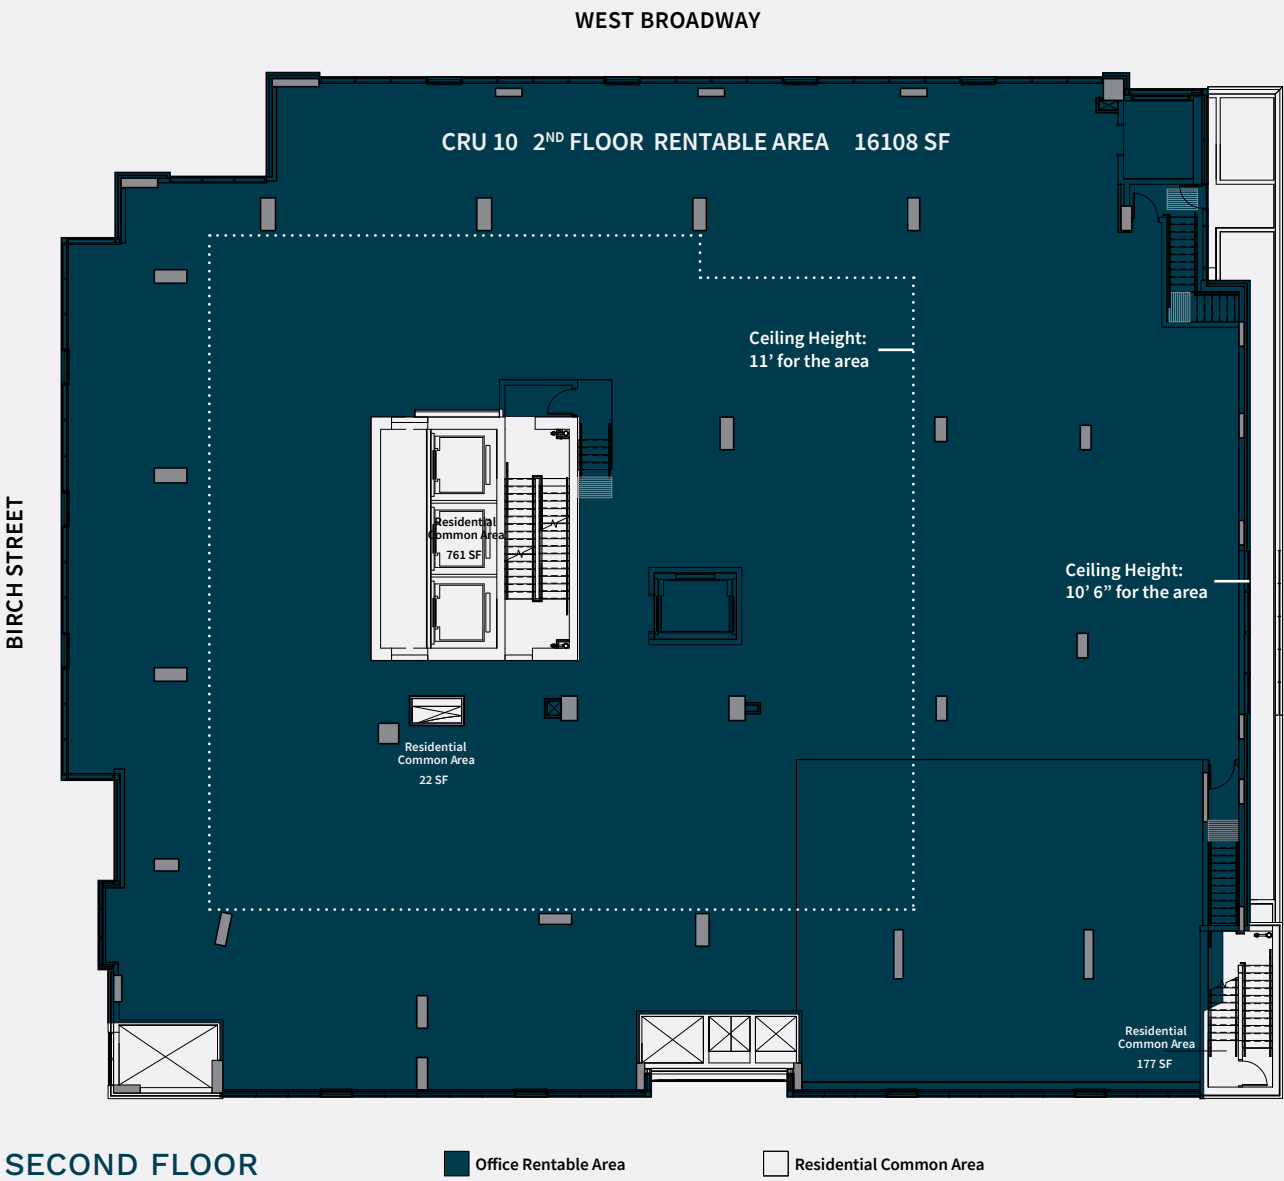 WEST BROADWAY
CRU 10 2ND FLOOR RENTABLE AREA 16108 SF
Ceiling Height:
11’ for the area
BIRCH STREET
Residential
Common Area
761 SF
Ceiling Height:
10’ 6” for the area
Residential
Common Area
22 SF
Residential
Common Area
177 SF
SECOND FLOOR
Office Rentable Area
Residential Common Area